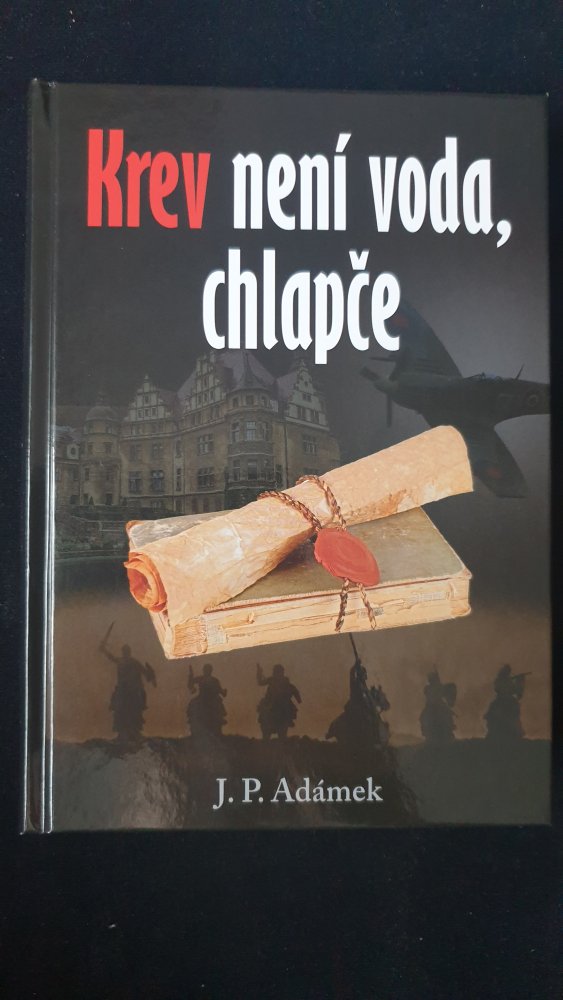 Krev není voda,
chlapče
J. P. Adámek